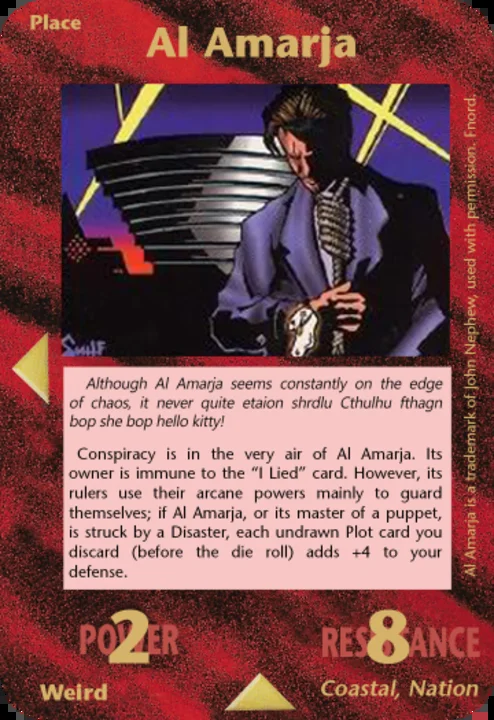 Place
Al Amarja
Although Al Amarja seems constantly on the edge
of chaos, it never quite etaion shrdlu Cthulhu fthagn
bop she bop hello kitty!
Conspiracy is in the very air of Al Amarja. Its
owner is immune to the “I Lied” card. However, its
rulers use their arcane powers mainly to guard
themselves; if Al Amarja, or its master of a puppet,
is struck by a Disaster, each undrawn Plot card you
discard (before the die roll) adds +4 to your
defense.
Al Amarja is a trademark of John Nephew, used with permission. Fnord.
POWER
2
RESISTANCE
8
Weird
Coastal, Nation